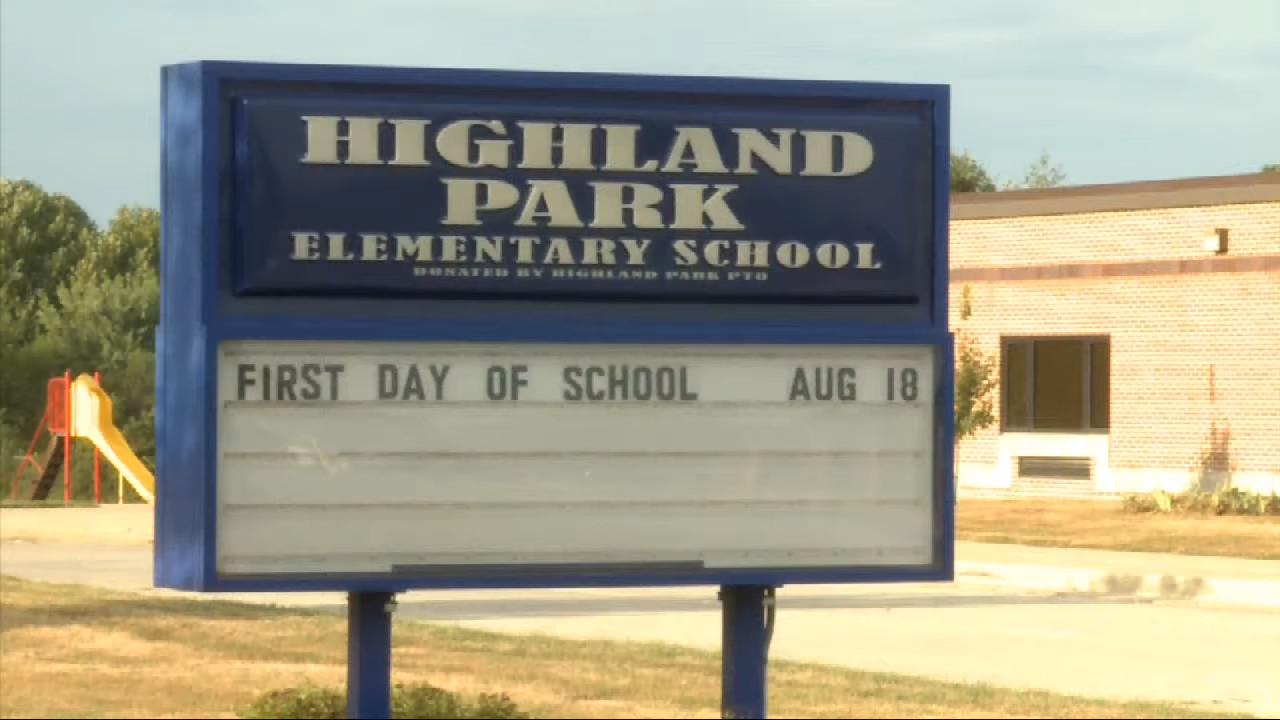 HIGHLAND
PARK
ELEMENTARY SCHOOL
DONATED BY HIGHLAND PARK PTO
FIRST DAY OF SCHOOL AUG 18